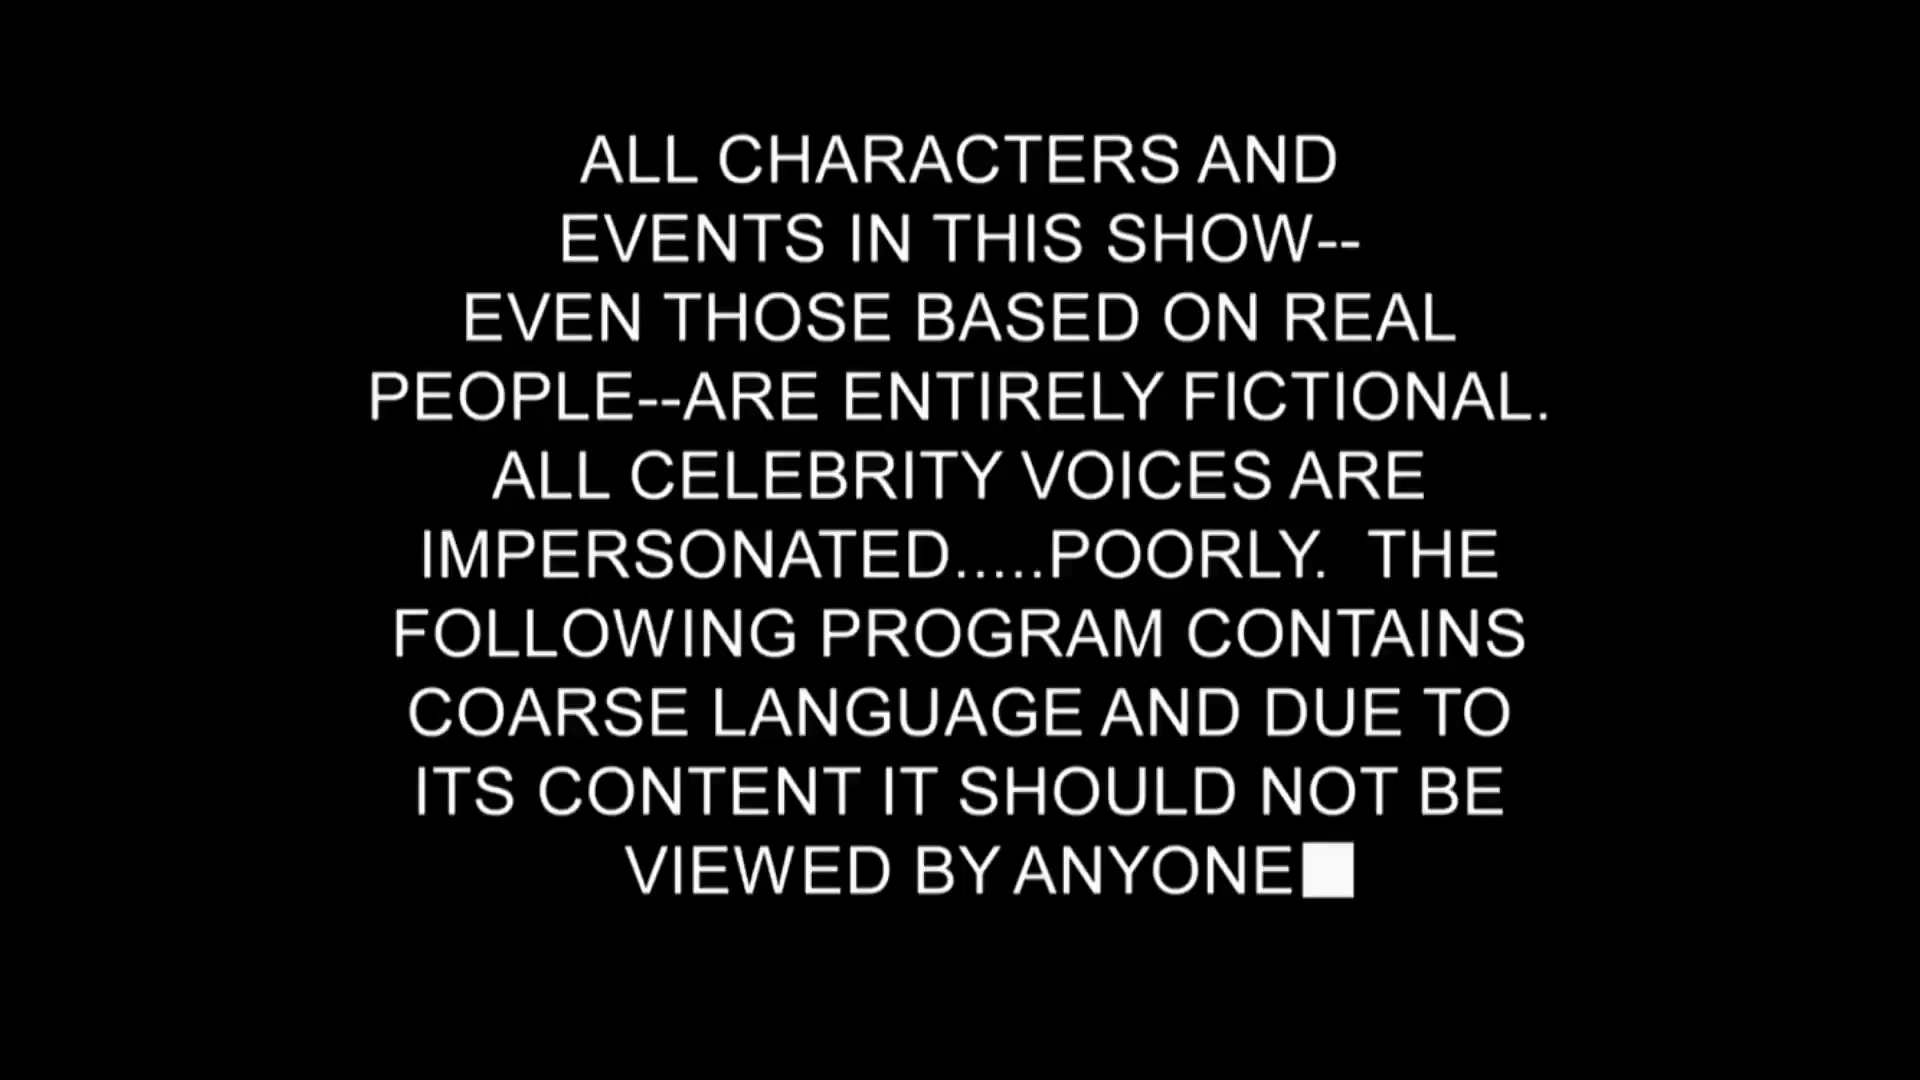 ALL CHARACTERS AND
EVENTS IN THIS SHOW--
EVEN THOSE BASED ON REAL
PEOPLE--ARE ENTIRELY FICTIONAL.
ALL CELEBRITY VOICES ARE
IMPERSONATED.....POORLY.  THE
FOLLOWING PROGRAM CONTAINS
COARSE LANGUAGE AND DUE TO
ITS CONTENT IT SHOULD NOT BE
VIEWED BY ANYONE